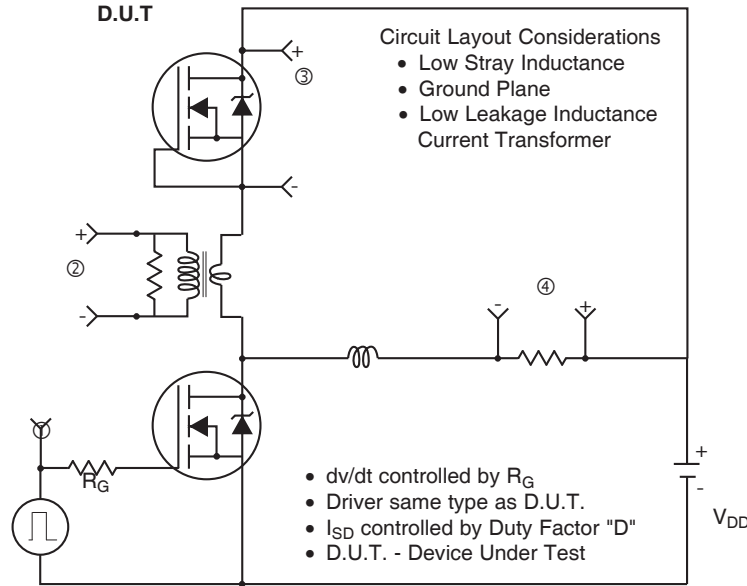 D.U.T
Circuit Layout Considerations
• Low Stray Inductance
• Ground Plane
• Low Leakage Inductance
Current Transformer
+
③
-
+
②
-
④
-
+
R_G
+
-
V_DD
• dv/dt controlled by R_G
• Driver same type as D.U.T.
• I_SD controlled by Duty Factor "D"
• D.U.T. - Device Under Test